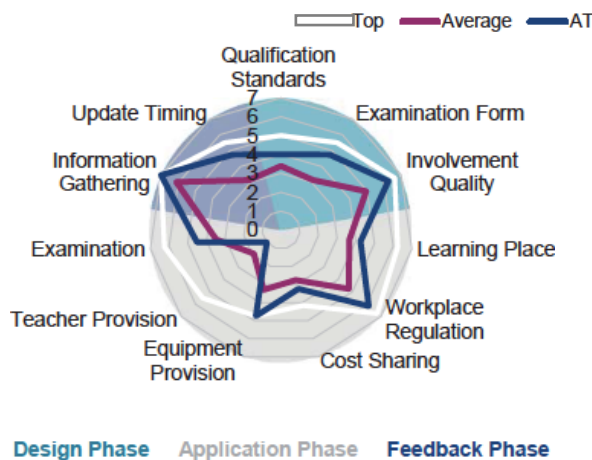 Top Average AT
Qualification
Standards
Update Timing
Examination Form
Information
Gathering
Involvement
Quality
7
6
5
4
3
2
1
0
Examination
Learning Place
Teacher Provision
Workplace
Regulation
Equipment
Provision
Cost Sharing
Design Phase Application Phase Feedback Phase